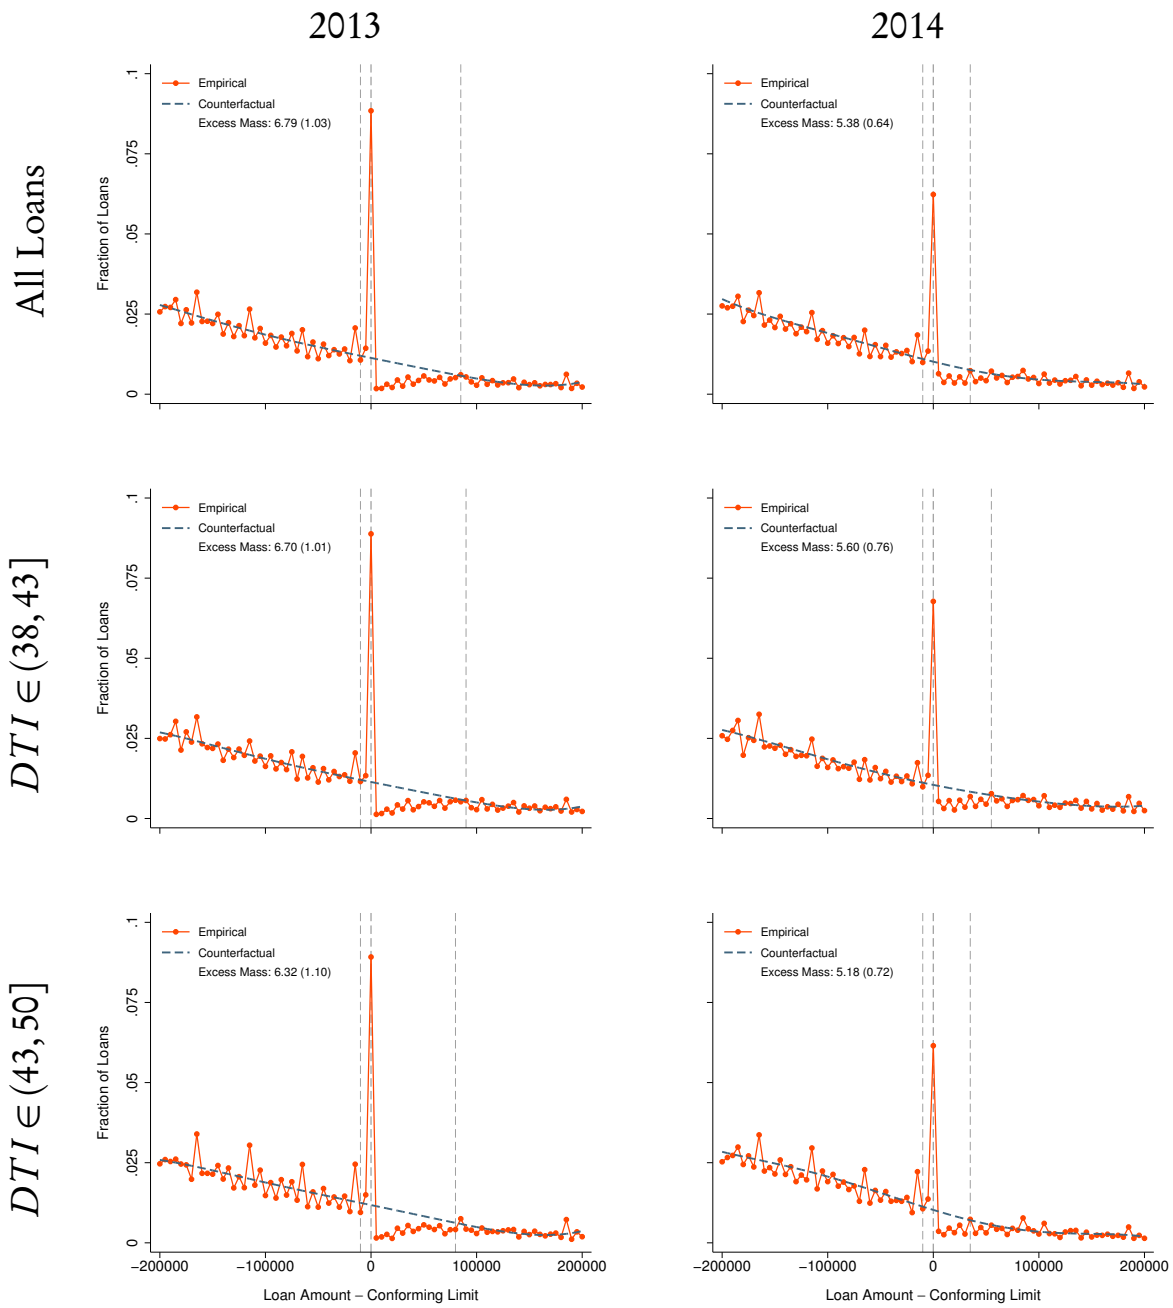 2013
2014
All Loans
Fraction of Loans
.1
.075
.05
.025
0
Empirical
Counterfactual
Excess Mass: 6.79 (1.03)
Empirical
Counterfactual
Excess Mass: 5.38 (0.64)
DTI ∈ (38, 43]
Fraction of Loans
.1
.075
.05
.025
0
Empirical
Counterfactual
Excess Mass: 6.70 (1.01)
Empirical
Counterfactual
Excess Mass: 5.60 (0.76)
DTI ∈ (43, 50]
Fraction of Loans
.1
.075
.05
.025
0
Empirical
Counterfactual
Excess Mass: 6.32 (1.10)
Empirical
Counterfactual
Excess Mass: 5.18 (0.72)
−200000 −100000 0 100000 200000
−200000 −100000 0 100000 200000
Loan Amount − Conforming Limit
Loan Amount − Conforming Limit